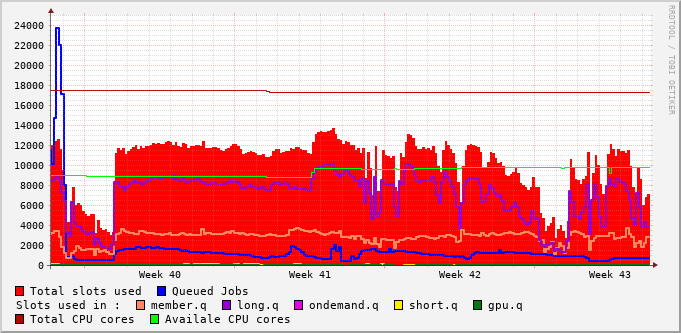 24000
22000
20000
18000
16000
14000
12000
10000
8000
6000
4000
2000
0
Week 40 Week 41 Week 42 Week 43
RRDTOOL / TOBI OETIKER
Total slots used Queued Jobs
Slots used in : member.q long.q ondemand.q short.q gpu.q
Total CPU cores Availale CPU cores